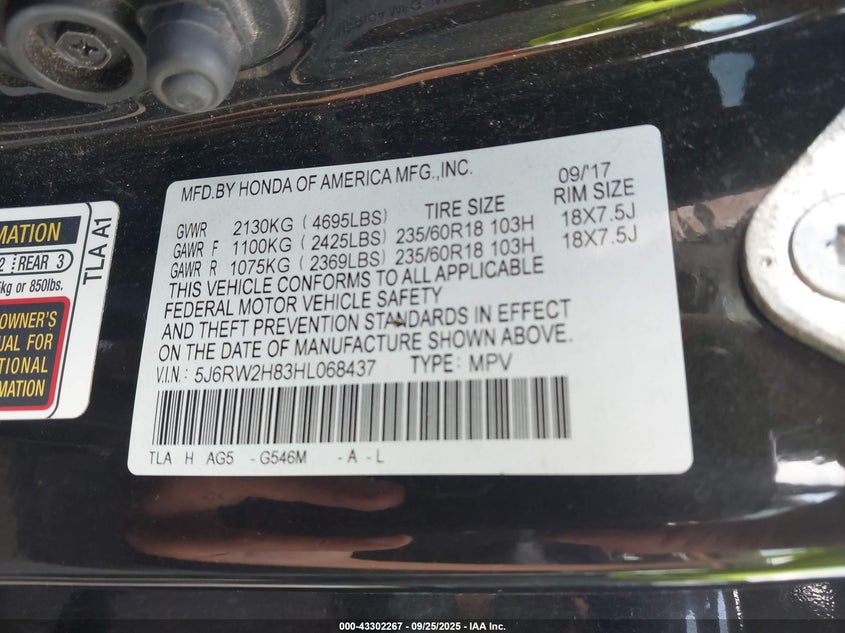 MFD.BY HONDA OF AMERICA MFG.,INC. 09/17
TIRE SIZE RIM SIZE
GVWR 2130KG (4695LBS)
GAWR F 1100KG (2425LBS) 235/60R18 103H 18X7.5J
GAWR R 1075KG (2369LBS) 235/60R18 103H 18X7.5J
THIS VEHICLE CONFORMS TO ALL APPLICABLE
FEDERAL MOTOR VEHICLE SAFETY
AND THEFT PREVENTION STANDARDS IN EFFECT
ON THE DATE OF MANUFACTURE SHOWN ABOVE.
V.I.N.: 5J6RW2H83HL068437 TYPE: MPV
TLA H AG5 - G546M - A - L
2 REAR 3
kg or 850lbs.
OWNER'S
FOR
TLA A1
000-43302267 - 09/25/2025 - IAA Inc.